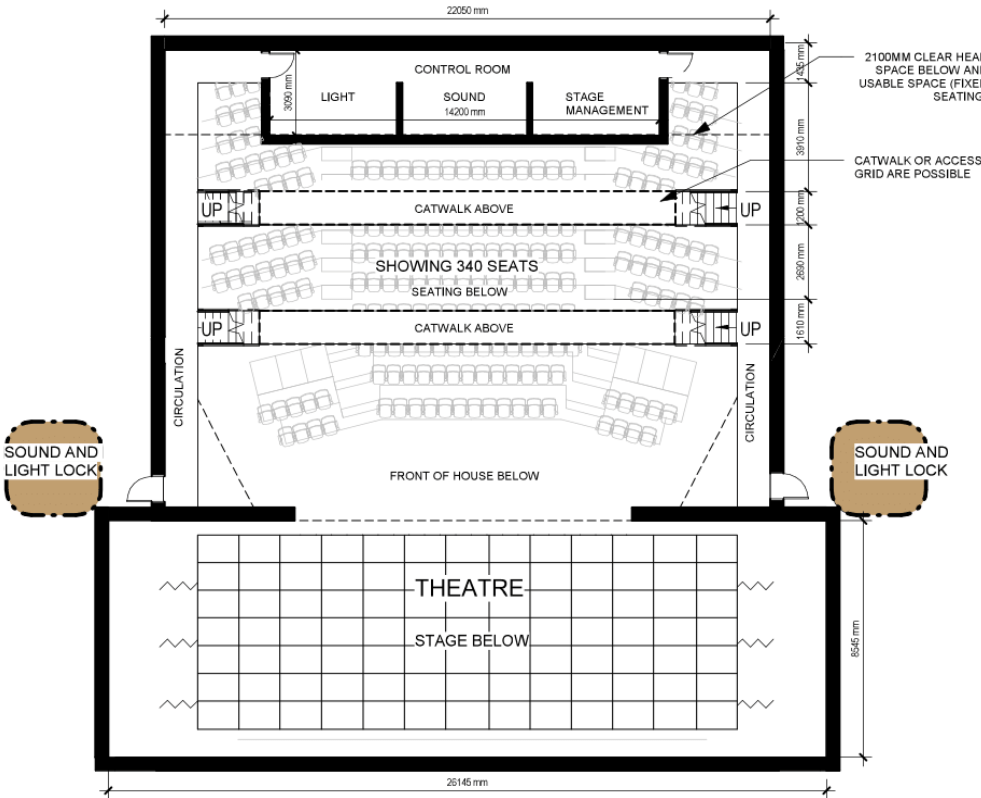 22050 mm
1435 mm
2100MM CLEAR HEA
SPACE BELOW AN
USABLE SPACE (FIXE
SEATING
CONTROL ROOM
3090 mm
LIGHT
SOUND
STAGE
MANAGEMENT
14200 mm
3910 mm
CATWALK OR ACCESS
GRID ARE POSSIBLE
UP
CATWALK ABOVE
UP
1200 mm
SHOWING 340 SEATS
SEATING BELOW
2690 mm
UP
CATWALK ABOVE
UP
1610 mm
CIRCULATION
CIRCULATION
SOUND AND
LIGHT LOCK
SOUND AND
LIGHT LOCK
FRONT OF HOUSE BELOW
THEATRE
STAGE BELOW
8545 mm
26145 mm